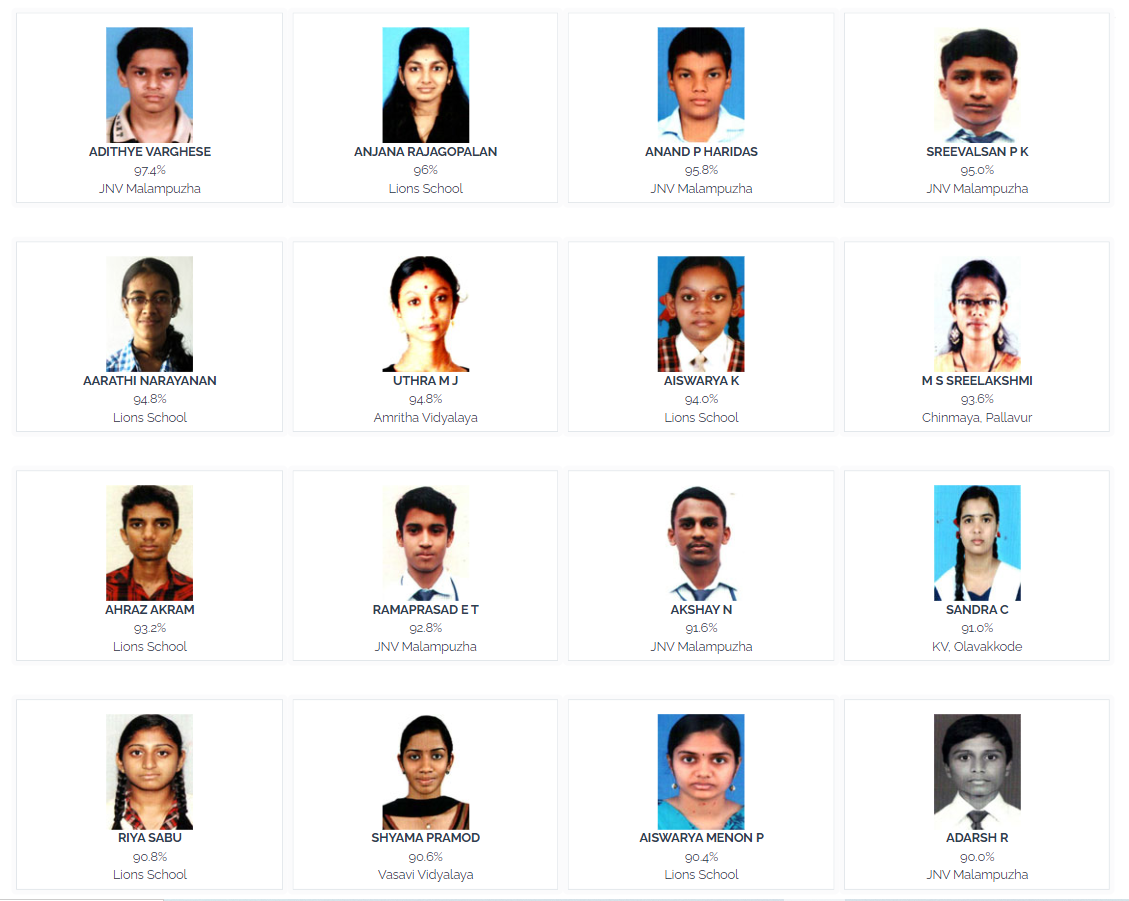 ADITHYE VARGHESE
97.4%
JNV Malampuzha
ANJANA RAJAGOPALAN
96%
Lions School
ANAND P HARIDAS
95.8%
JNV Malampuzha
SREEVALSAN P K
95.0%
JNV Malampuzha
AARATHI NARAYANAN
94.8%
Lions School
UTHRA M J
94.8%
Amritha Vidyalaya
AISWARYA K
94.0%
Lions School
M S SREELAKSHMI
93.6%
Chinmaya, Pallavur
AHRAZ AKRAM
93.2%
Lions School
RAMAPRASAD E T
92.8%
JNV Malampuzha
AKSHAY N
91.6%
JNV Malampuzha
SANDRA C
91.0%
KV, Olavakkode
RIYA SABU
90.8%
Lions School
SHYAMA PRAMOD
90.6%
Vasavi Vidyalaya
AISWARYA MENON P
90.4%
Lions School
ADARSH R
90.0%
JNV Malampuzha